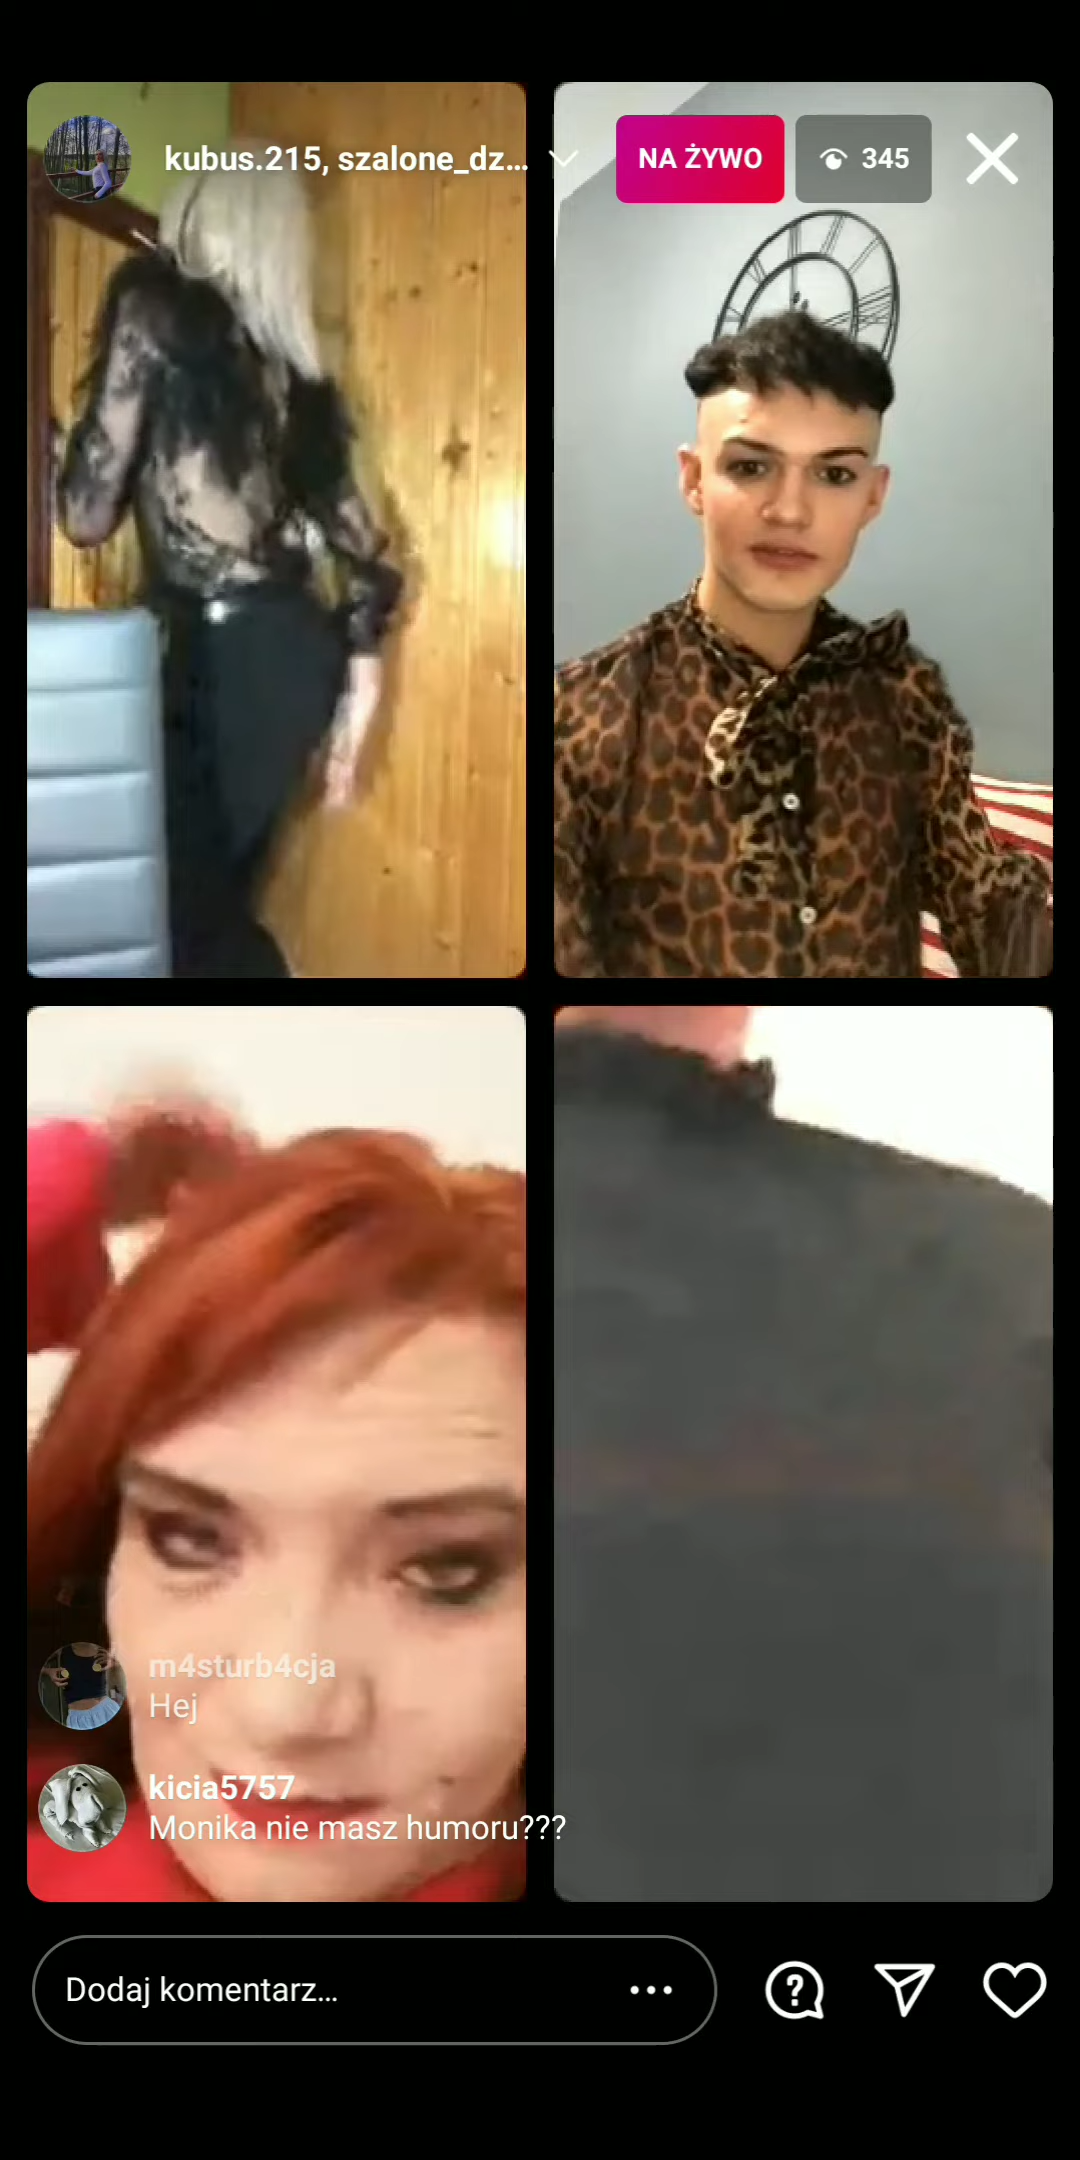 kubus.215, szalone_dz...
NA ŻYWO
345
m4sturb4cja
Hej
kicia5757
Monika nie masz humoru???
Dodaj komentarz...